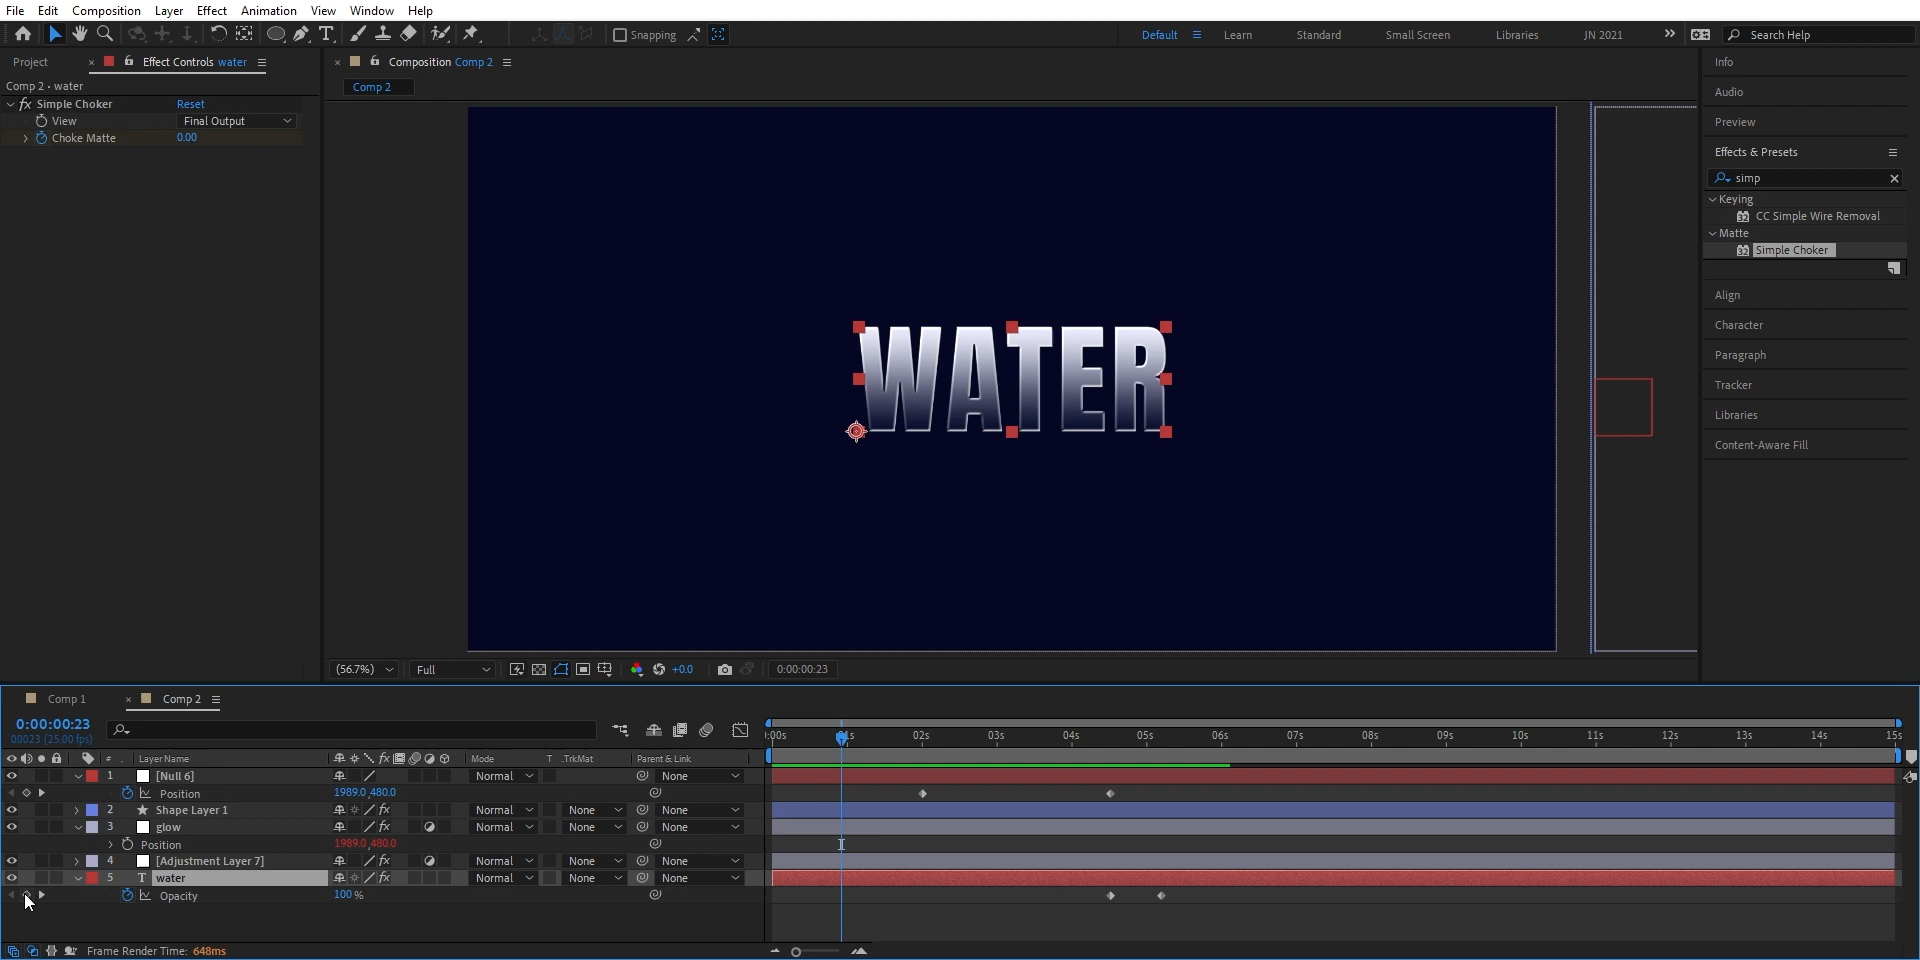 File Edit Composition Layer Effect Animation View Window Help
Snapping Default Learn Standard Small Screen Libraries JN 2021 Search Help
Project Effect Controls water
Comp 2 • water
fx Simple Choker Reset
View Final Output
Choke Matte 0.00
Composition Comp 2
Comp 2
WATER
(56.7%) Full +0.0 0:00:00:23
Info
Audio
Preview
Effects & Presets
simp
Keying
CC Simple Wire Removal
Matte
Simple Choker
Align
Character
Paragraph
Tracker
Libraries
Content-Aware Fill
Comp 1 Comp 2
0:00:00:23
00023 (25.00 fps)
:00s 01s 02s 03s 04s 05s 06s 07s 08s 09s 10s 11s 12s 13s 14s 15s
# Layer Name fx Mode T .TrkMat Parent & Link
1 [Null 6] Normal None
Position 1989.0,480.0
2 Shape Layer 1 fx Normal None None
3 glow fx Normal None None
Position 1989.0,480.0
4 [Adjustment Layer 7] fx Normal None None
5 T water fx Normal None None
Opacity 100 %
Frame Render Time: 648ms